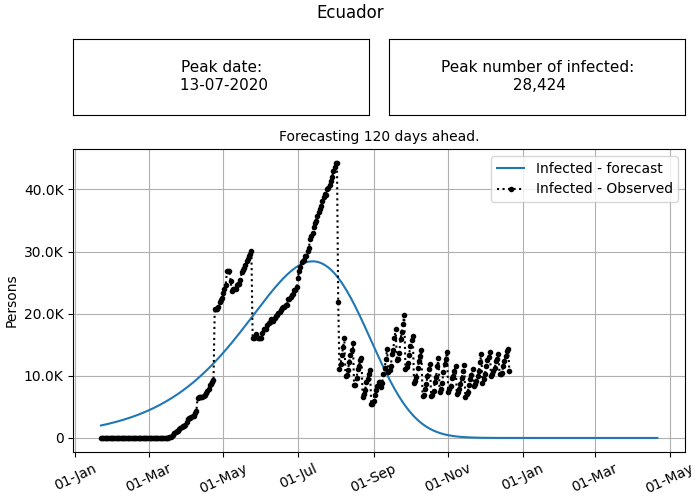 Ecuador
Peak date:
13-07-2020
Peak number of infected:
28,424
Forecasting 120 days ahead.
Infected - forecast
Infected - Observed
40.0K
30.0K
20.0K
10.0K
0
Persons
01-Jan
01-Mar
01-May
01-Jul
01-Sep
01-Nov
01-Jan
01-Mar
01-May